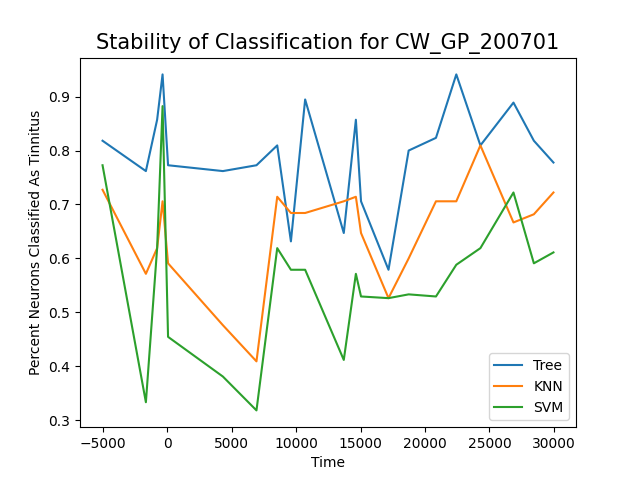 Stability of Classification for CW_GP_200701
Percent Neurons Classified As Tinnitus
0.9
0.8
0.7
0.6
0.5
0.4
0.3
Tree
KNN
SVM
−5000 0 5000 10000 15000 20000 25000 30000
Time